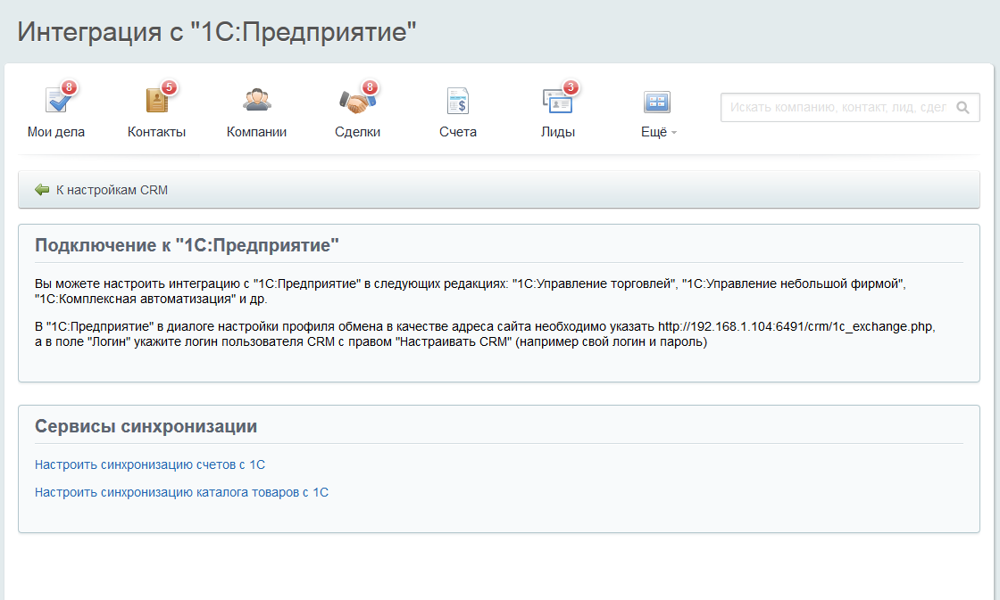 Интеграция с "1С:Предприятие"
8
5
8
3
Мои дела
Контакты
Компании
Сделки
Счета
Лиды
Ещё
Искать компанию, контакт, лид, сдел
К настройкам CRM
Подключение к "1С:Предприятие"
Вы можете настроить интеграцию с "1С:Предприятие" в следующих редакциях: "1С:Управление торговлей", "1С:Управление небольшой фирмой",
"1С:Комплексная автоматизация" и др.
В "1С:Предприятие" в диалоге настройки профиля обмена в качестве адреса сайта необходимо указать http://192.168.1.104:6491/crm/1c_exchange.php,
а в поле "Логин" укажите логин пользователя CRM с правом "Настраивать CRM" (например свой логин и пароль)
Сервисы синхронизации
Настроить синхронизацию счетов с 1С
Настроить синхронизацию каталога товаров с 1С